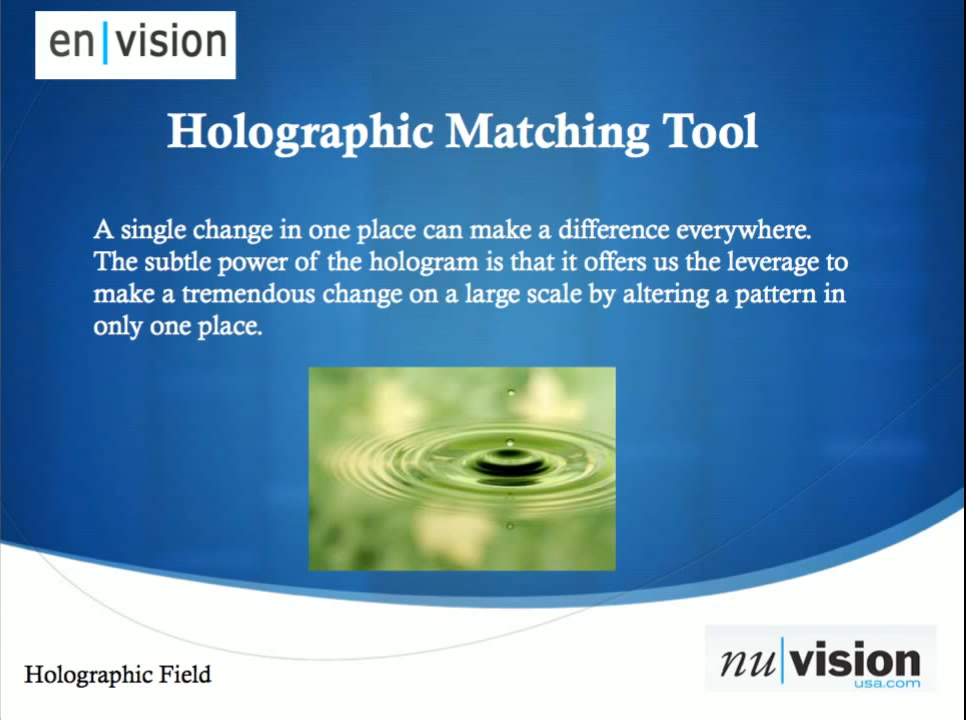 en|vision
Holographic Matching Tool
A single change in one place can make a difference everywhere.
The subtle power of the hologram is that it offers us the leverage to
make a tremendous change on a large scale by altering a pattern in
only one place.
Holographic Field
nu|vision
usa.com